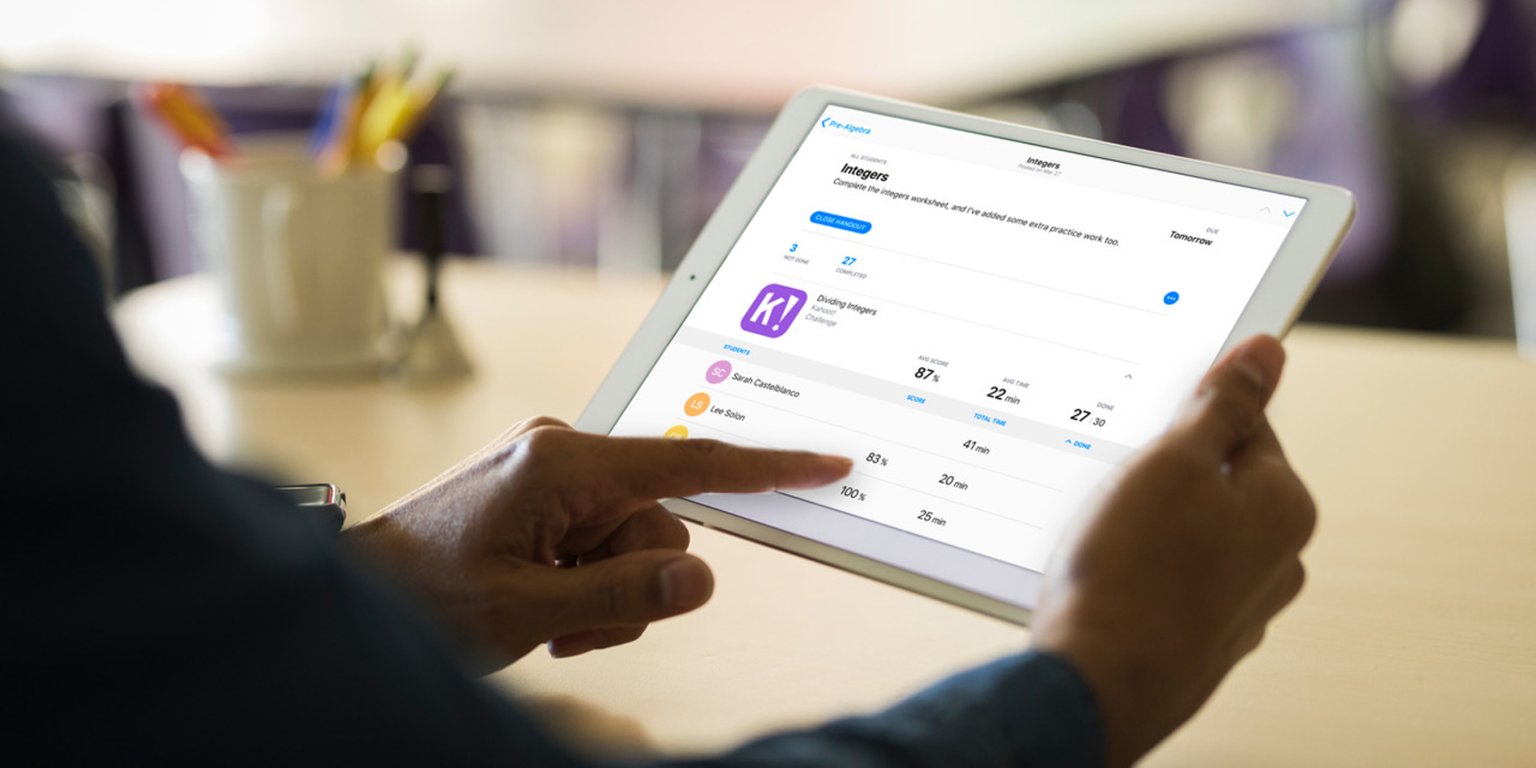 Pre-Algebra
Integers
Posted on Mar 27
ALL STUDENTS
Integers
Complete the integers worksheet, and I've added some extra practice work too.
DUE
Tomorrow
CLOSE HANDOUT
3
NOT DONE
27
COMPLETED
K!
Dividing Integers
Kahoot!
Challenge
AVG SCORE
87%
AVG TIME
22 min
DONE
27 30
STUDENTS
SCORE
TOTAL TIME
DONE
SC
Sarah Castelblanco
41 min
LS
Lee Solon
83%
20 min
100%
25 min